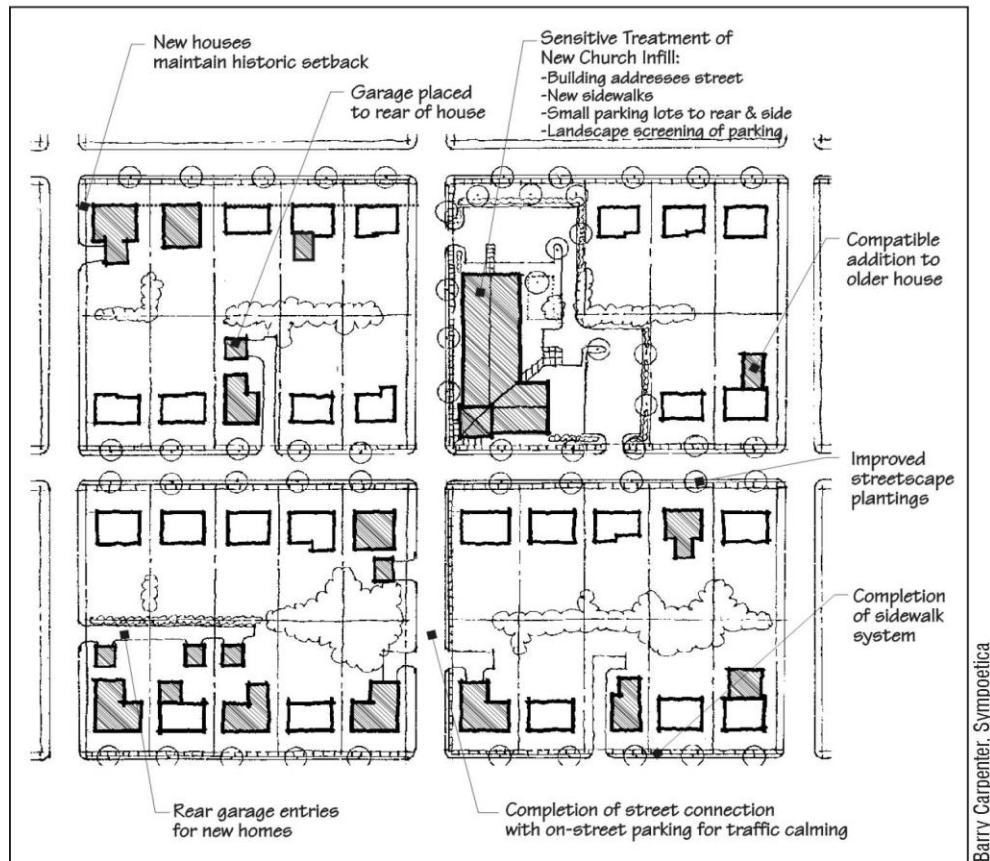 New houses
maintain historic setback
Garage placed
to rear of house
Sensitive Treatment of
New Church Infill:
-Building addresses street
-New sidewalks
-Small parking lots to rear & side
-Landscape screening of parking
Compatible
addition to
older house
Improved
streetscape
plantings
Completion
of sidewalk
system
Rear garage entries
for new homes
Completion of street connection
with on-street parking for traffic calming
Barry Carpenter, Sympoetica